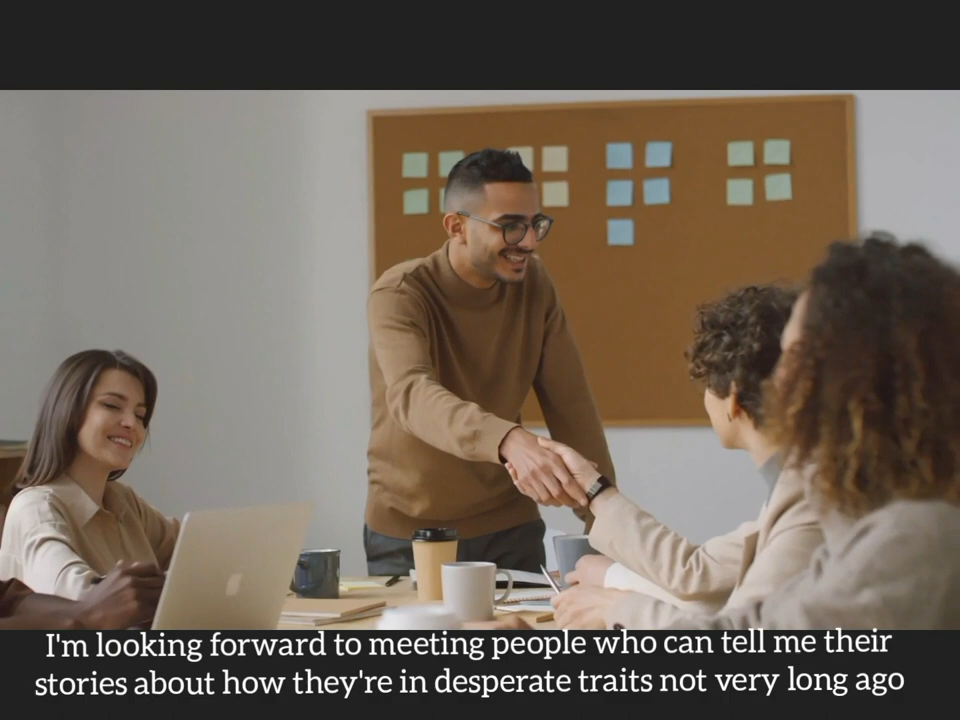 I'm looking forward to meeting people who can tell me their
stories about how they're in desperate traits not very long ago